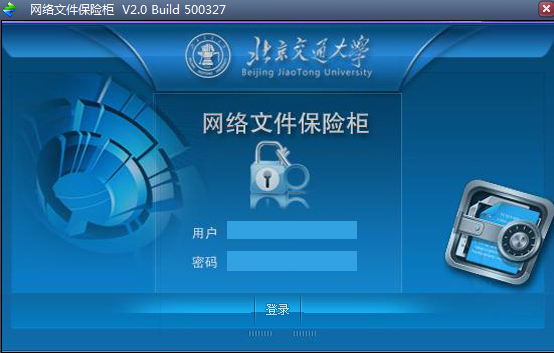 网络文件保险柜 V2.0 Build 500327
北京交通大学
Beijing JiaoTong University
网络文件保险柜
用户
密码
登录